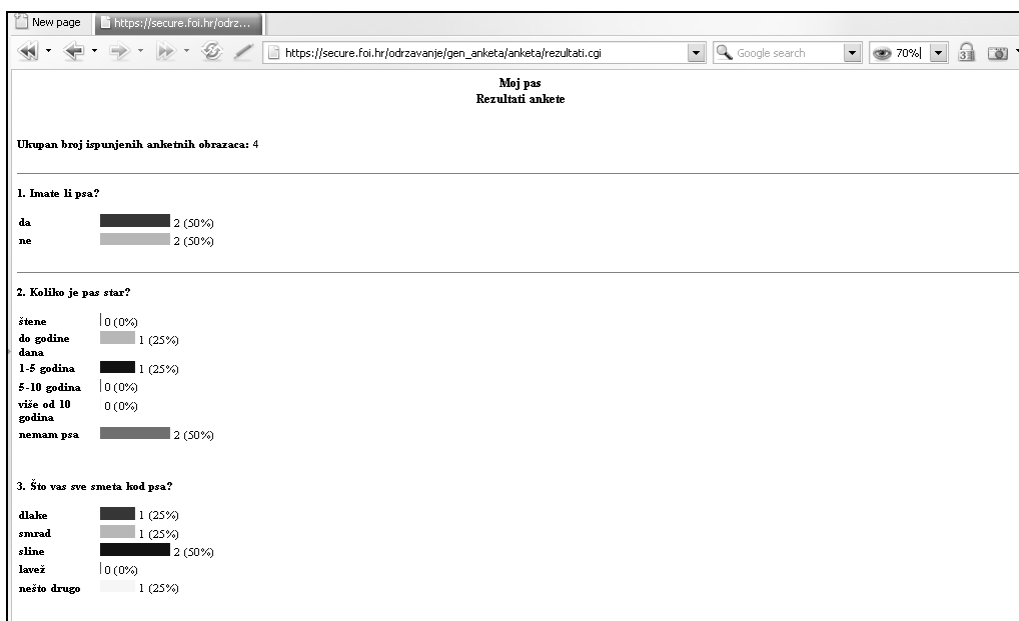 New page
https://secure.foi.hr/odrz...
https://secure.foi.hr/odrzavanje/gen_anketa/anketa/rezultati.cgi
Google search
70%
31
Moj pas
Rezultati ankete
Ukupan broj ispunjenih anketnih obrazaca: 4
1. Imate li psa?
da 2 (50%)
ne 2 (50%)
2. Koliko je pas star?
štene 0 (0%)
do godine
dana 1 (25%)
1-5 godina 1 (25%)
5-10 godina 0 (0%)
više od 10
godina 0 (0%)
nemam psa 2 (50%)
3. Što vas sve smeta kod psa?
dlake 1 (25%)
smrad 1 (25%)
sline 2 (50%)
lavež 0 (0%)
nešto drugo 1 (25%)